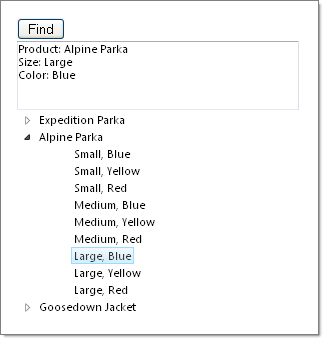 Find
Product: Alpine Parka
Size: Large
Color: Blue
Expedition Parka
Alpine Parka
Small, Blue
Small, Yellow
Small, Red
Medium, Blue
Medium, Yellow
Medium, Red
Large, Blue
Large, Yellow
Large, Red
Goosedown Jacket